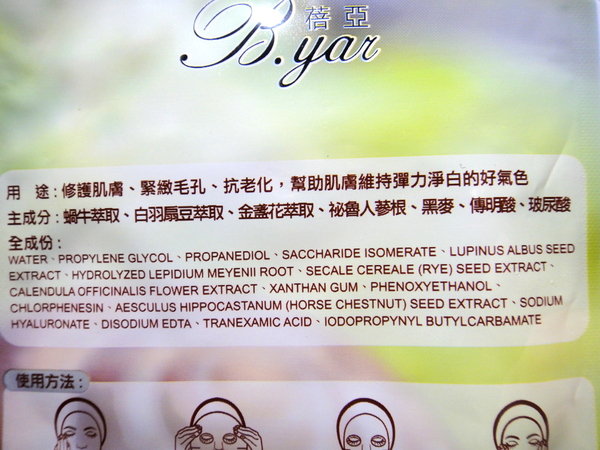 蓓亞
B.yar
用 途:修護肌膚、緊緻毛孔、抗老化,幫助肌膚維持彈力淨白的好氣色
主成分:蝸牛萃取、白羽扇豆萃取、金盞花萃取、祕魯人蔘根、黑麥、傳明酸、玻尿酸
全成份:
WATER、PROPYLENE GLYCOL、PROPANEDIOL、SACCHARIDE ISOMERATE、LUPINUS ALBUS SEED
EXTRACT、HYDROLYZED LEPIDIUM MEYENII ROOT、SECALE CEREALE (RYE) SEED EXTRACT、
CALENDULA OFFICINALIS FLOWER EXTRACT、XANTHAN GUM、PHENOXYETHANOL、
CHLORPHENESIN、AESCULUS HIPPOCASTANUM (HORSE CHESTNUT) SEED EXTRACT、SODIUM
HYALURONATE、DISODIUM EDTA、TRANEXAMIC ACID、IODOPROPYNYL BUTYLCARBAMATE
使用方法: